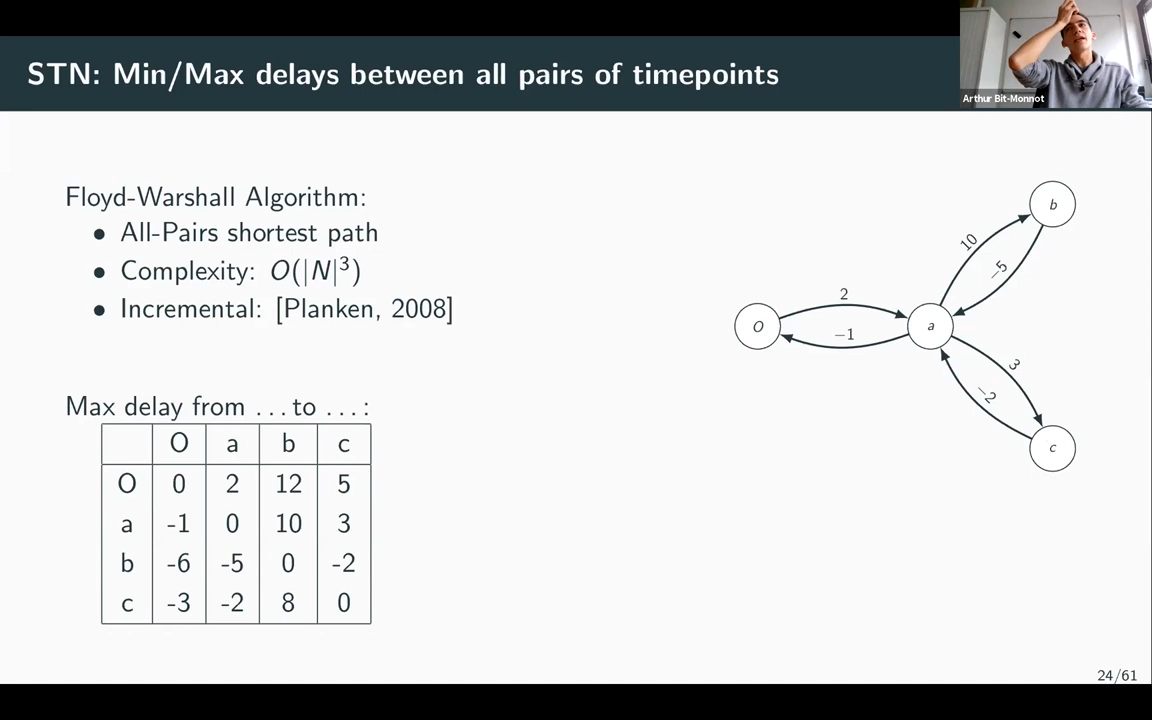 STN: Min/Max delays between all pairs of timepoints
Arthur Bit-Monnot
Floyd-Warshall Algorithm:
• All-Pairs shortest path
• Complexity: O(|N|³)
• Incremental: [Planken, 2008]
Max delay from ... to ... :
O a b c
O 0 2 12 5
a -1 0 10 3
b -6 -5 0 -2
c -3 -2 8 0
b
10
−5
2
O
a
−1
3
−2
c
24/61